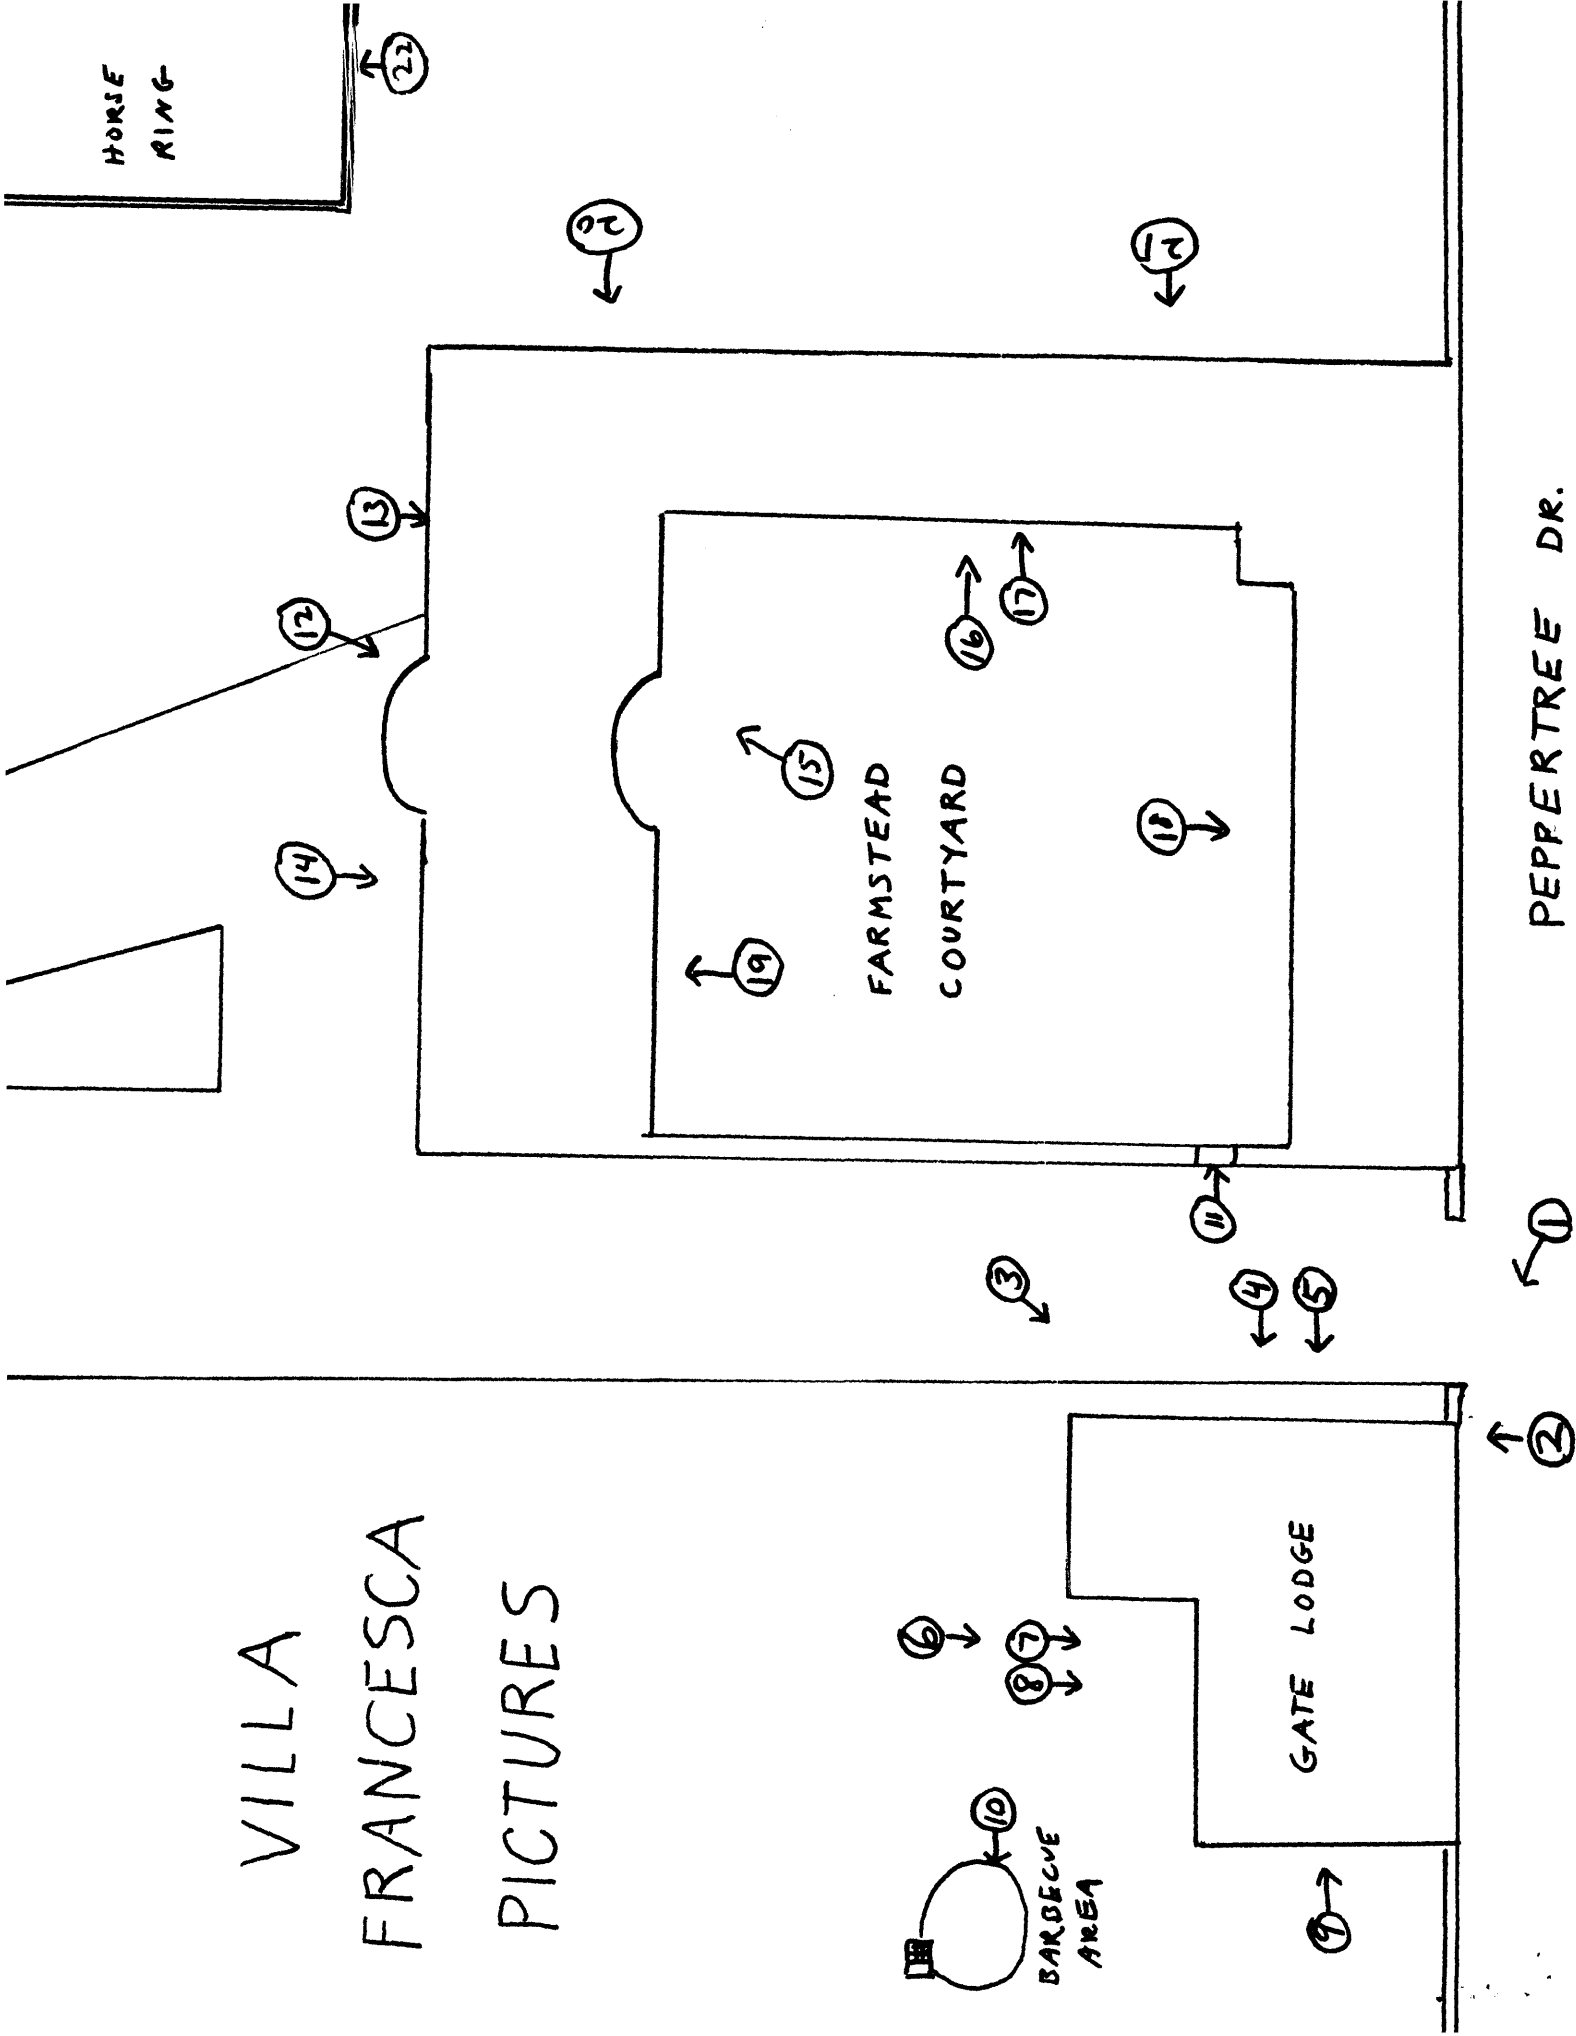 VILLA
FRANCESCA
PICTURES
HORSE
RING
FARMSTEAD
COURTYARD
GATE LODGE
BARBECUE
AREA
PEPPERTREE DR.
1
2
3
4
5
6
7
8
9
10
11
12
13
14
15
16
17
18
19
20
21
22